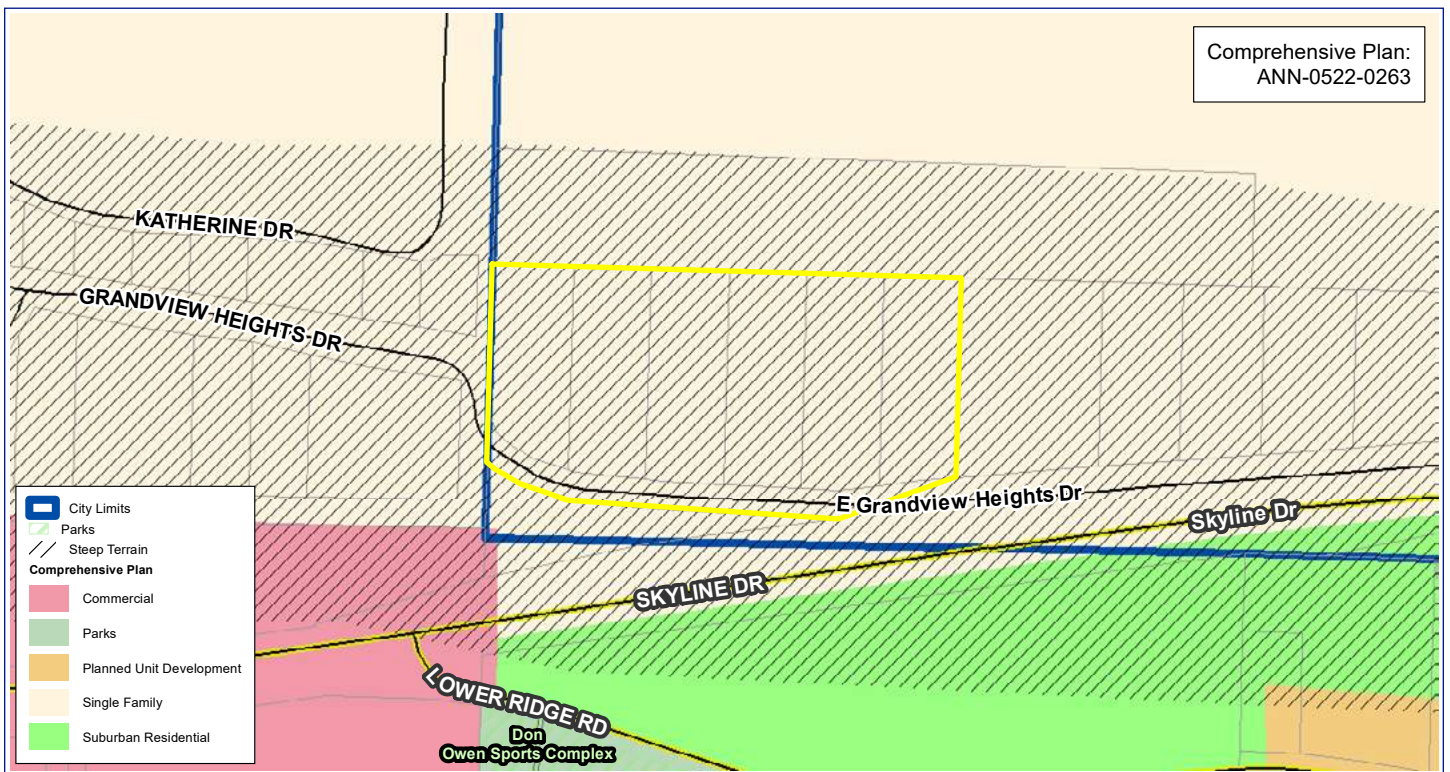 Comprehensive Plan:
ANN-0522-0263
KATHERINE DR
GRANDVIEW HEIGHTS DR
E Grandview Heights Dr
Skyline Dr
SKYLINE DR
LOWER RIDGE RD
Don
Owen Sports Complex
City Limits
Parks
Steep Terrain
Comprehensive Plan
Commercial
Parks
Planned Unit Development
Single Family
Suburban Residential